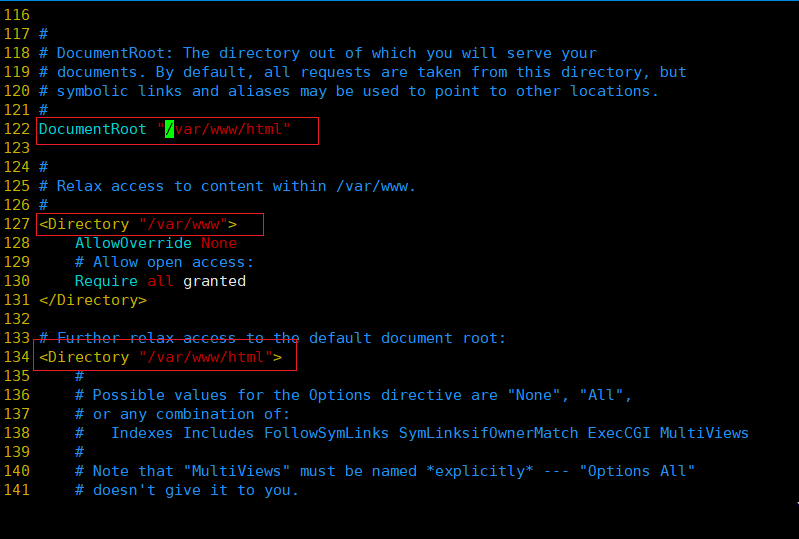 116
117 #
118 # DocumentRoot: The directory out of which you will serve your
119 # documents. By default, all requests are taken from this directory, but
120 # symbolic links and aliases may be used to point to other locations.
121 #
122 DocumentRoot "/var/www/html"
123
124 #
125 # Relax access to content within /var/www.
126 #
127 <Directory "/var/www">
128     AllowOverride None
129     # Allow open access:
130     Require all granted
131 </Directory>
132
133 # Further relax access to the default document root:
134 <Directory "/var/www/html">
135     #
136     # Possible values for the Options directive are "None", "All",
137     # or any combination of:
138     #   Indexes Includes FollowSymLinks SymLinksifOwnerMatch ExecCGI MultiViews
139     #
140     # Note that "MultiViews" must be named *explicitly* --- "Options All"
141     # doesn't give it to you.